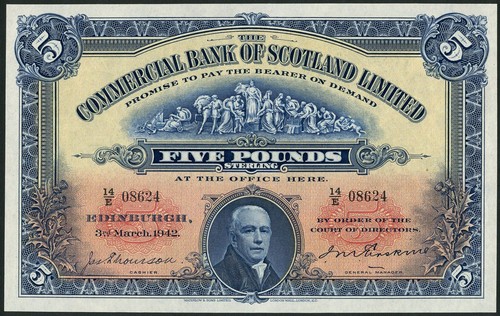 THE
COMMERCIAL BANK OF SCOTLAND LIMITED
PROMISE TO PAY THE BEARER ON DEMAND
5 5
FIVE POUNDS
STERLING
AT THE OFFICE HERE.
14/E 08624 14/E 08624
EDINBURGH, BY ORDER OF THE
3rd March, 1942. COURT OF DIRECTORS.
CASHIER GENERAL MANAGER
£5 £5